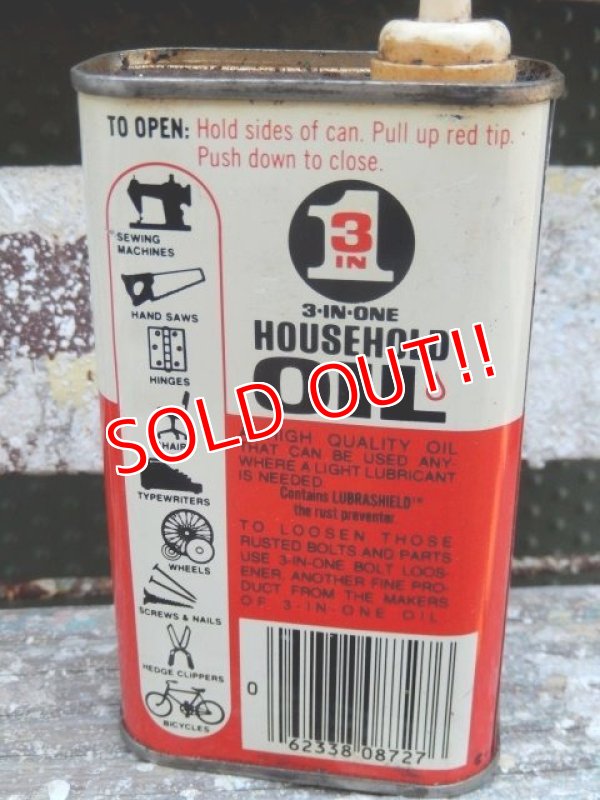 TO OPEN: Hold sides of can. Pull up red tip.
Push down to close.
SEWING
MACHINES
HAND SAWS
HINGES
CHAIR
TYPEWRITERS
WHEELS
SCREWS & NAILS
HEDGE CLIPPERS
BICYCLES
1
3
IN
3-IN-ONE
HOUSEHOLD
OIL
SOLD OUT!!
HIGH QUALITY OIL
THAT CAN BE USED ANY-
WHERE A LIGHT LUBRICANT
IS NEEDED.
Contains LUBRASHIELD™
the rust preventer
TO LOOSEN THOSE
RUSTED BOLTS AND PARTS
USE 3-IN-ONE BOLT LOOS-
ENER, ANOTHER FINE PRO-
DUCT FROM THE MAKERS
OF 3-IN-ONE OIL
0
62338 08727